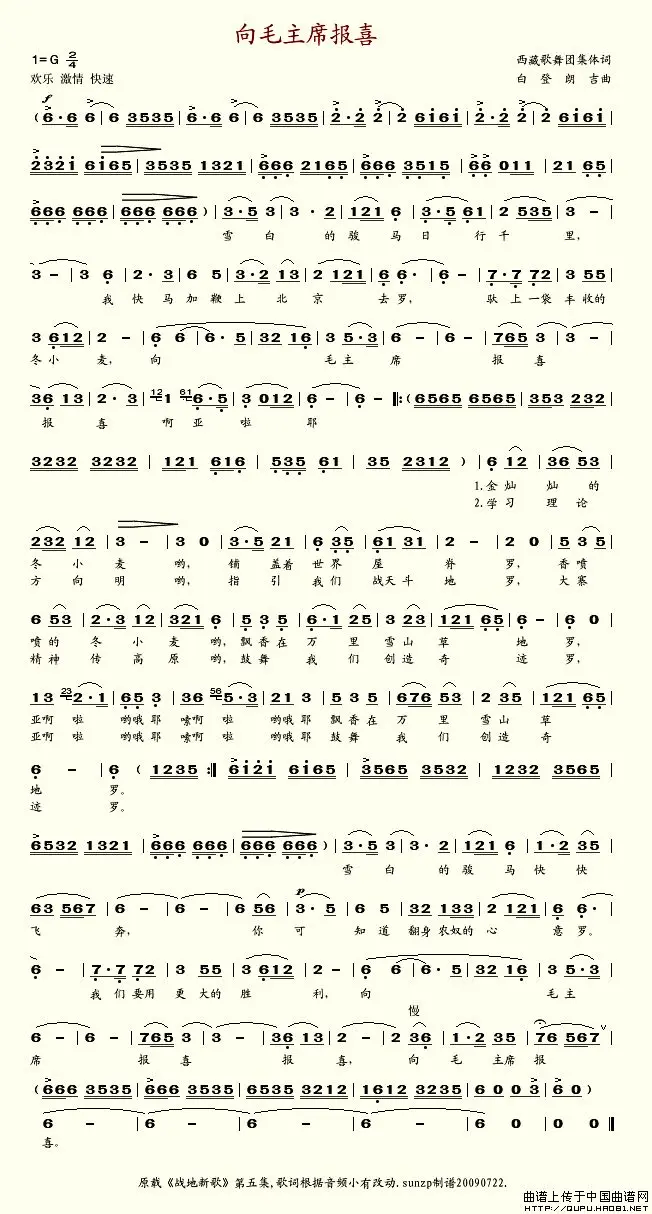 向毛主席报喜
1=G 2/4
西藏歌舞团集体词
欢乐 激情 快速
白登朗吉曲
f
( 6·6 6 | 6 3535 | 6·6 6 | 6 3535 | 2·2 2 | 2 6i6i | 2·2 2 | 2 6i6i |
232i 6i65 | 3535 1321 | 666 2165 | 666 3515 | 66 011 | 21 65 |
666 666 | 666 666 ) | 3·5 3 | 3·2 | 121 6 | 3·5 61 | 2 535 | 3 - |
雪白的骏马日行千里,
3 - | 3 6 | 2·3 | 6 5 | 3·2 13 | 2 121 | 6 6· | 6 - | 7·7 72 | 3 55 |
我快马加鞭上北京去罗, 驮上一袋丰收的
3 612 | 2 - | 6 6 | 6·5 | 32 16 | 3 5·3 | 6 - | 6 - | 765 3 | 3 - |
冬小麦, 向毛主席报喜
36 13 | 2·3 | 12 1 61 6·5 | 3 012 | 6 - | 6 - |: ( 6565 6565 | 353 232 |
报喜啊亚啦耶
3232 3232 | 121 616 | 535 61 | 35 2312 ) | 6 12 | 36 53 |
1.金灿灿的
2.学习理论
232 12 | 3 - | 3 0 | 3·5 21 | 6 35 | 61 31 | 2 - | 2 0 | 5 35 |
冬小麦哟, 铺盖着世界屋脊罗, 香喷
方向明哟, 指引我们战天斗地罗, 大寨
6 53 | 2·3 12 | 321 6 | 5 3 5 | 6·1 25 | 3 23 | 121 65 | 6 - | 6 0 |
喷的冬小麦哟, 飘香在万里雪山草地罗,
精神传高原哟, 鼓舞我们创造奇迹罗,
13 23 2·1 | 65 3 | 36 56 5·3 | 21 3 | 5 3 5 | 676 53 | 2 35 | 121 65 |
亚啊啦哟哦耶嗦啊啦哟哦耶飘香在万里雪山草
亚啊啦哟哦耶嗦啊啦哟哦耶鼓舞我们创造奇
6 - | 6 ( 1235 :| 6i2i 6i65 | 3565 3532 | 1232 3565 |
地罗。
迹罗。
6532 1321 | 666 666 | 666 666 ) | 3·5 3 | 3·2 | 121 6 | 1·2 35 |
雪白的骏马快快
p
63 567 | 6 - | 6 - | 6 56 | 3·5 | 6 5 | 32 133 | 2 121 | 6 6· |
飞奔, 你可知道翻身农奴的心意罗。
6 - | 7·7 72 | 3 55 | 3 612 | 2 - | 6 6 | 6·5 | 32 16 | 3 5·3 |
我们要用更大的胜利, 向毛主
慢
6 - | 6 - | 765 3 | 3 - | 36 13 | 2 - | 2 36 | 1·2 35 | 76 567 |
席报喜报喜, 向毛主席报
( 666 3535 | 666 3535 | 6535 3212 | 1612 3235 | 6 0 0 3 | 6 0 )
6 - | 6 - | 6 - | 6 - | 6 0 | 0 0 ‖
喜。
原载《战地新歌》第五集,歌词根据音频小有改动.sunzp制谱20090722.
曲谱上传于中国曲谱网
HTTP://QUPU.HAO81.NET